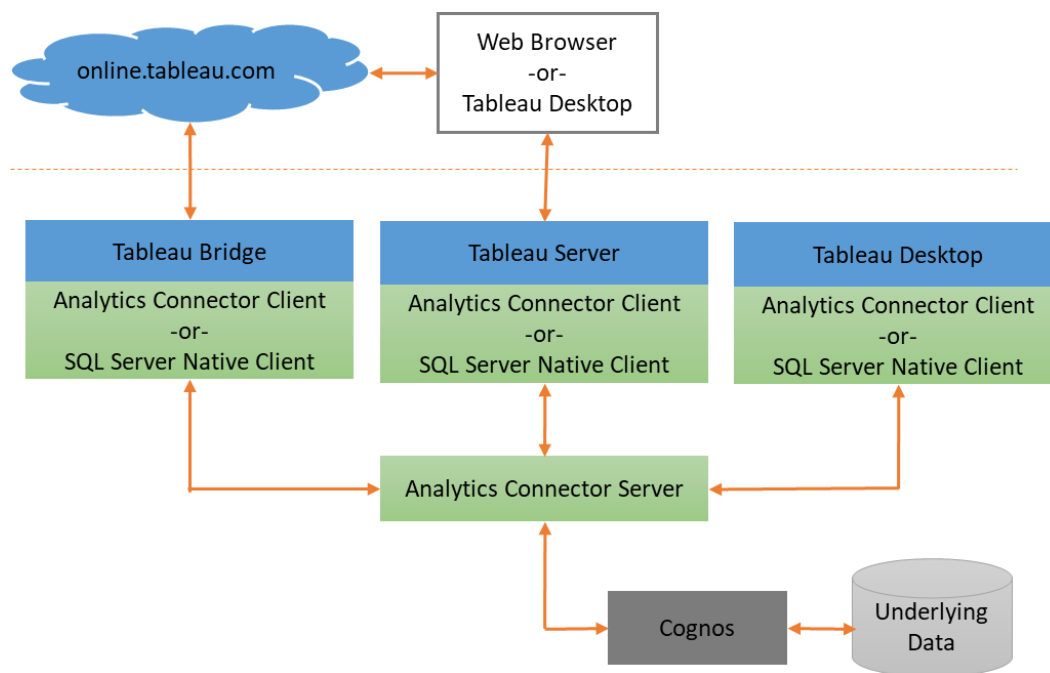 online.tableau.com
Web Browser
-or-
Tableau Desktop
Tableau Bridge
Analytics Connector Client
-or-
SQL Server Native Client
Tableau Server
Analytics Connector Client
-or-
SQL Server Native Client
Tableau Desktop
Analytics Connector Client
-or-
SQL Server Native Client
Analytics Connector Server
Cognos
Underlying
Data